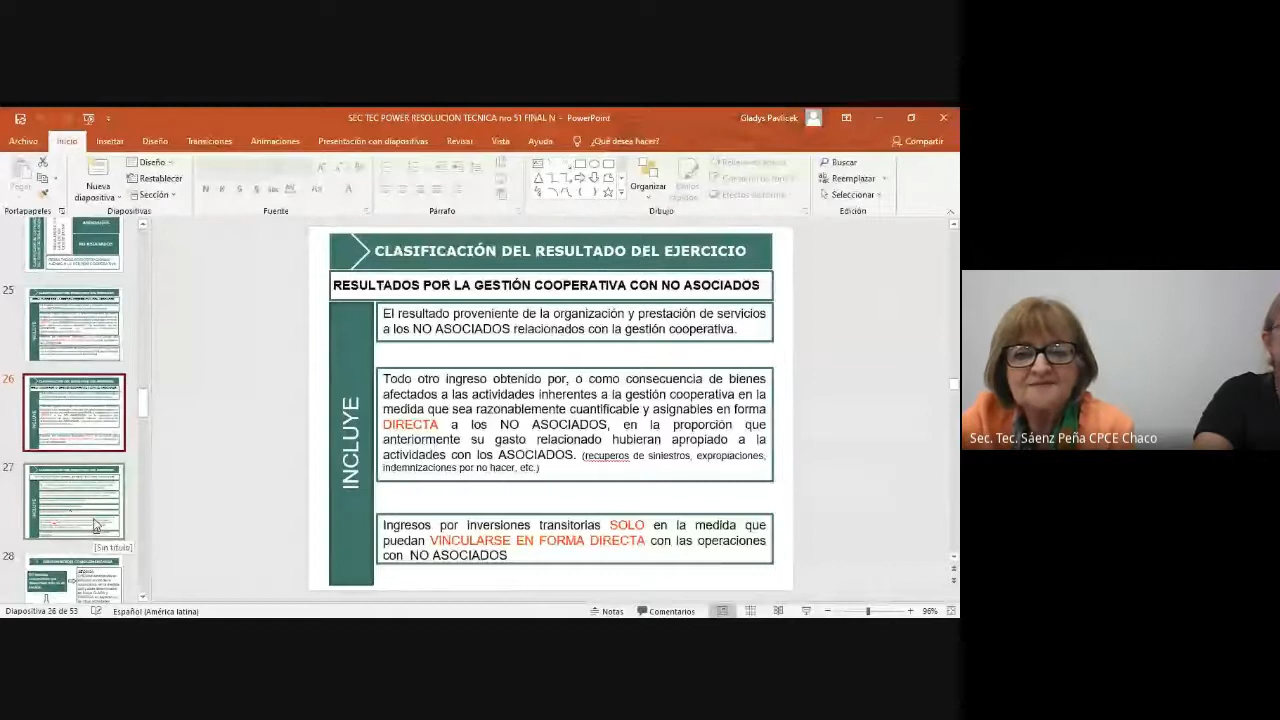 SEC TEC POWER RESOLUCION TECNICA nro 51 FINAL N - PowerPoint
Gladys Pavlicek
Archivo Inicio Insertar Diseño Transiciones Animaciones Presentación con diapositivas Revisar Vista Ayuda ¿Qué desea hacer? Compartir
Pegar
Nueva diapositiva
Diseño
Restablecer
Sección
N K S
Organizar
Estilos rápidos
Buscar
Reemplazar
Seleccionar
Portapapeles Diapositivas Fuente Párrafo Dibujo Edición
NO ASOCIADOS
25
26
27
[Sin título]
28
CLASIFICACIÓN DEL RESULTADO DEL EJERCICIO
RESULTADOS POR LA GESTIÓN COOPERATIVA CON NO ASOCIADOS
INCLUYE
El resultado proveniente de la organización y prestación de servicios
a los NO ASOCIADOS relacionados con la gestión cooperativa.
Todo otro ingreso obtenido por, o como consecuencia de bienes
afectados a las actividades inherentes a la gestión cooperativa en la
medida que sea razonablemente cuantificable y asignables en forma
DIRECTA a los NO ASOCIADOS, en la proporción que
anteriormente su gasto relacionado hubieran apropiado a la
actividades con los ASOCIADOS. (recuperos de siniestros, expropiaciones,
indemnizaciones por no hacer, etc.)
Ingresos por inversiones transitorias SOLO en la medida que
puedan VINCULARSE EN FORMA DIRECTA con las operaciones
con NO ASOCIADOS
Diapositiva 26 de 53
Español (América latina)
Notas
Comentarios
96%
Sec. Tec. Sáenz Peña CPCE Chaco